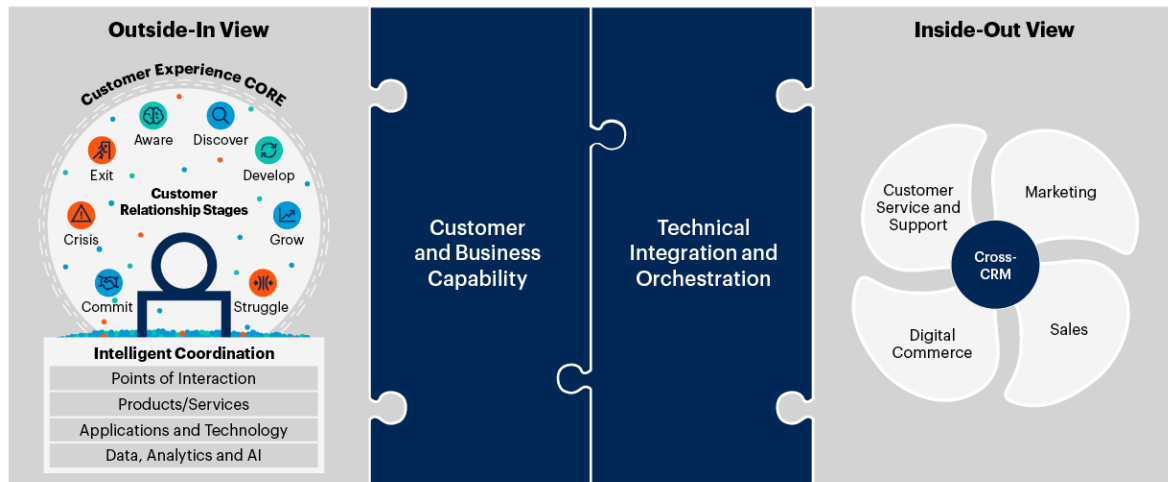 Outside-In View
Customer Experience CORE
Aware
Discover
Exit
Develop
Customer
Relationship Stages
Crisis
Grow
Commit
Struggle
Intelligent Coordination
Points of Interaction
Products/Services
Applications and Technology
Data, Analytics and AI
Customer
and Business
Capability
Technical
Integration and
Orchestration
Inside-Out View
Customer
Service and
Support
Marketing
Cross-
CRM
Digital
Commerce
Sales